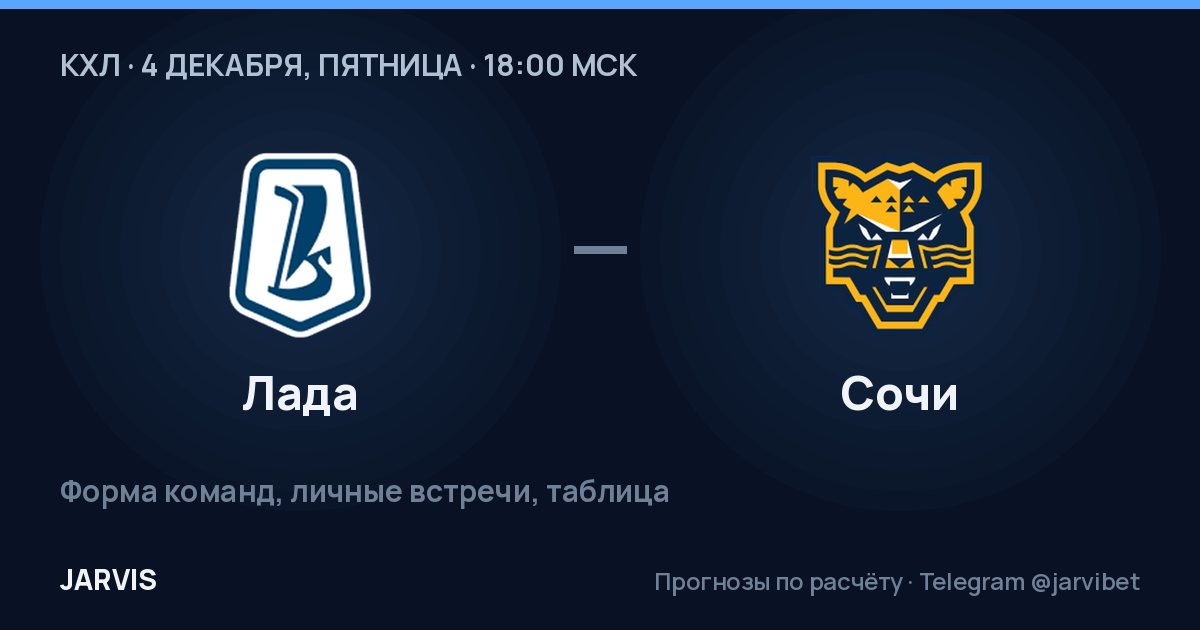 КХЛ · 4 ДЕКАБРЯ, ПЯТНИЦА · 18:00 МСК
—
Лада
Сочи
Форма команд, личные встречи, таблица
JARVIS
Прогнозы по расчёту · Telegram @jarvibet